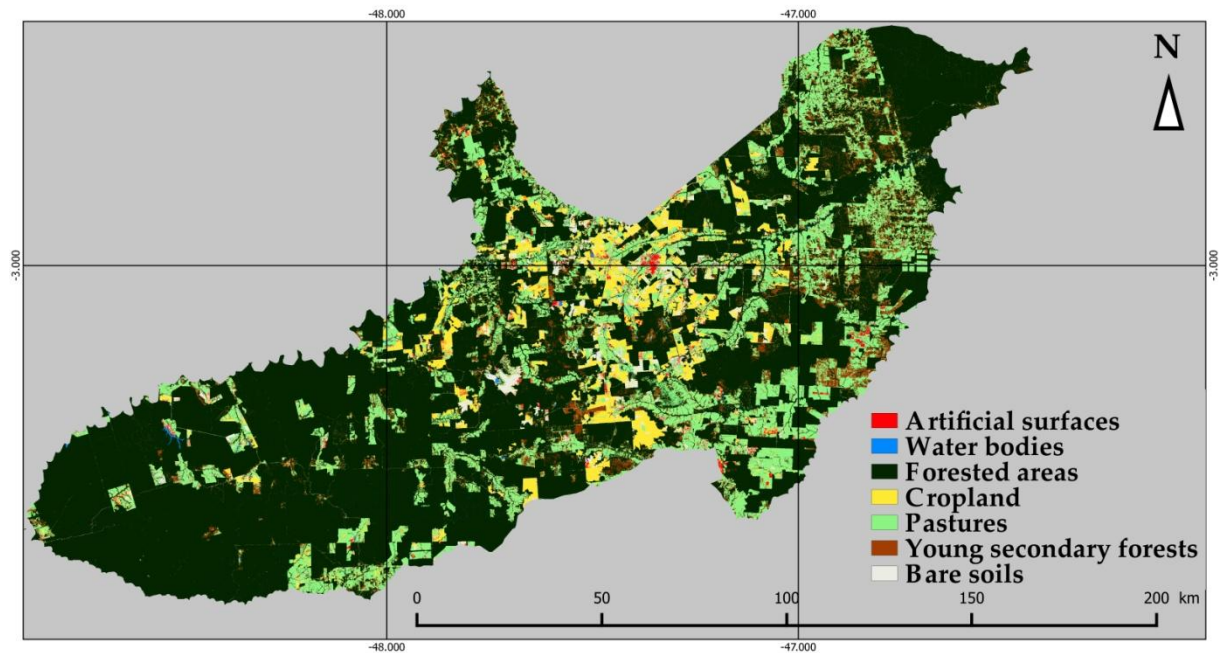 -48.000
-47.000
N
-3.000
-3.000
Artificial surfaces
Water bodies
Forested areas
Cropland
Pastures
Young secondary forests
Bare soils
0 50 100 150 200 km
-48.000
-47.000